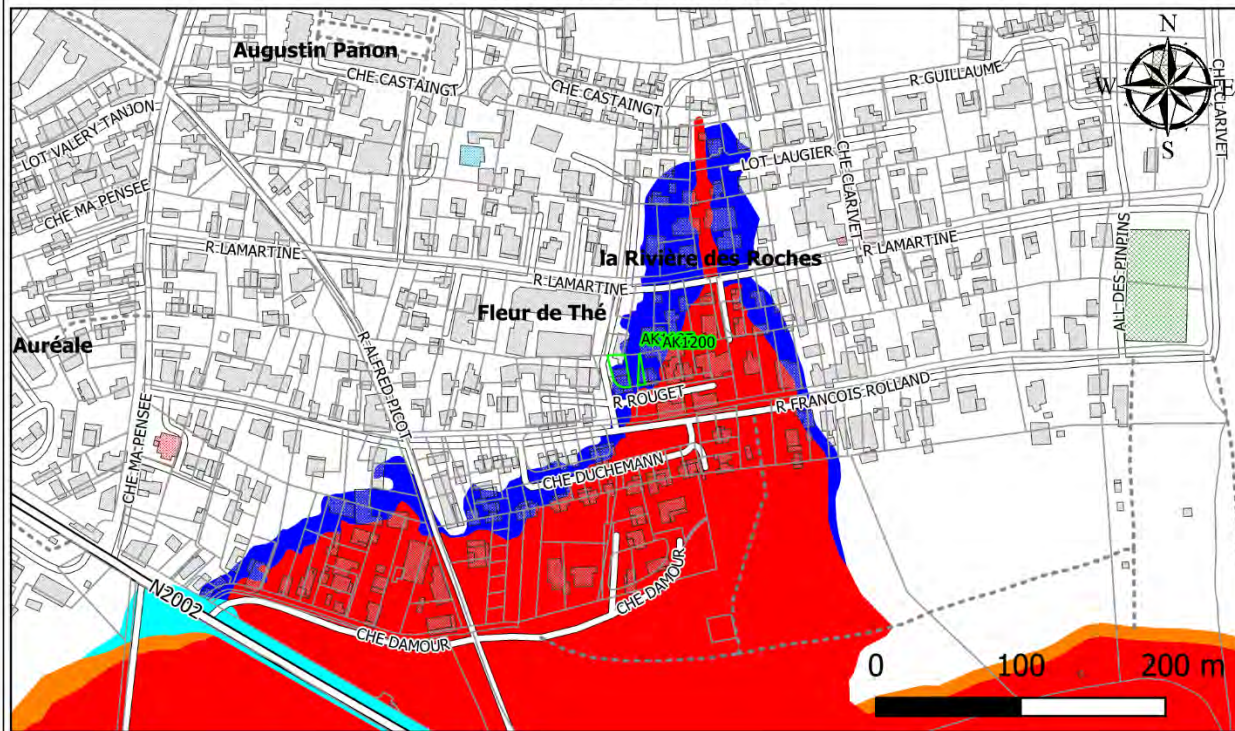 Augustin Panon
N
W
E
S
CHE CASTAINGT
CHE CASTAINGT
R GUILLAUME
CHE CLARIVET
LOT VALERY TANJON
LOT LAUGIER
CHE MA PENSEE
CHE CLARIVET
R LAMARTINE
R LAMARTINE
la Rivière des Roches
R LAMARTINE
ALL DES PINPINS
Fleur de Thé
Auréale
AK1200
R ALFRED PICOT
R ROUGET
R FRANCOIS ROLLAND
CHE MA PENSEE
CHE DUCHEMANN
N2002
CHE DAMOUR
CHE DAMOUR
0 100 200 m